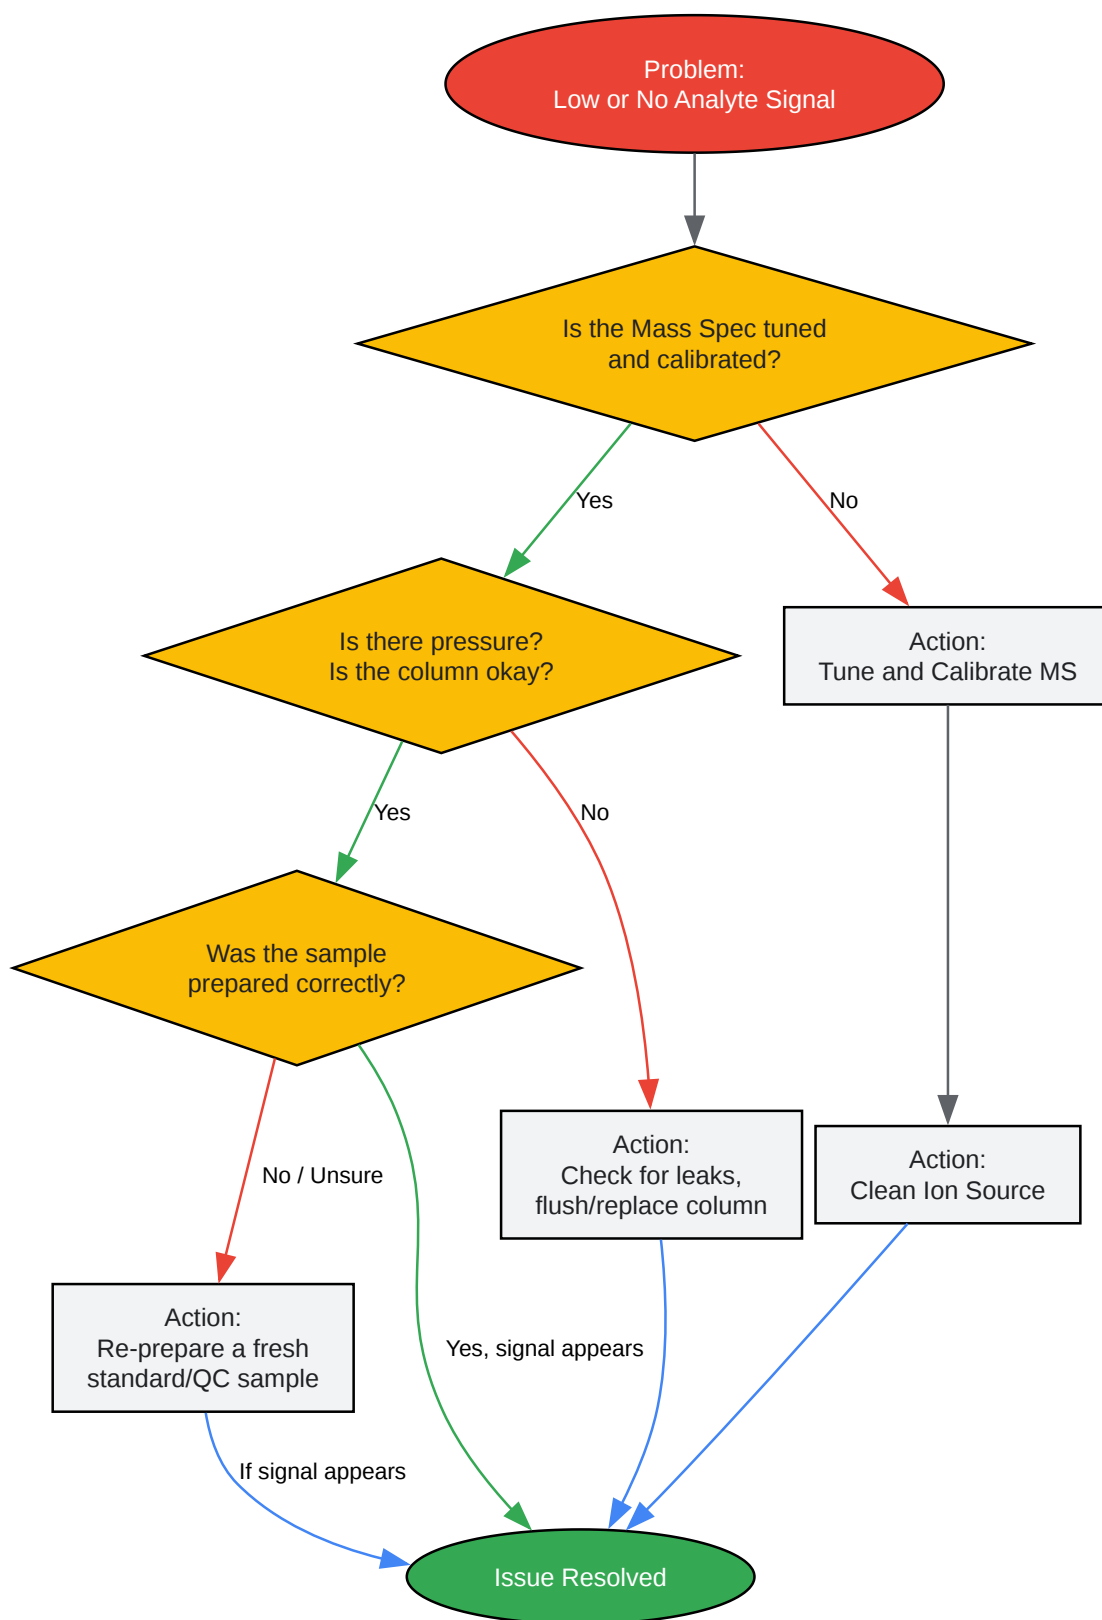 Problem:
Low or No Analyte Signal
Is the Mass Spec tuned
and calibrated?
Yes
No
Is there pressure?
Is the column okay?
Action:
Tune and Calibrate MS
Yes
No
Was the sample
prepared correctly?
No / Unsure
Action:
Check for leaks,
flush/replace column
Action:
Clean Ion Source
Action:
Re-prepare a fresh
standard/QC sample
Yes, signal appears
If signal appears
Issue Resolved